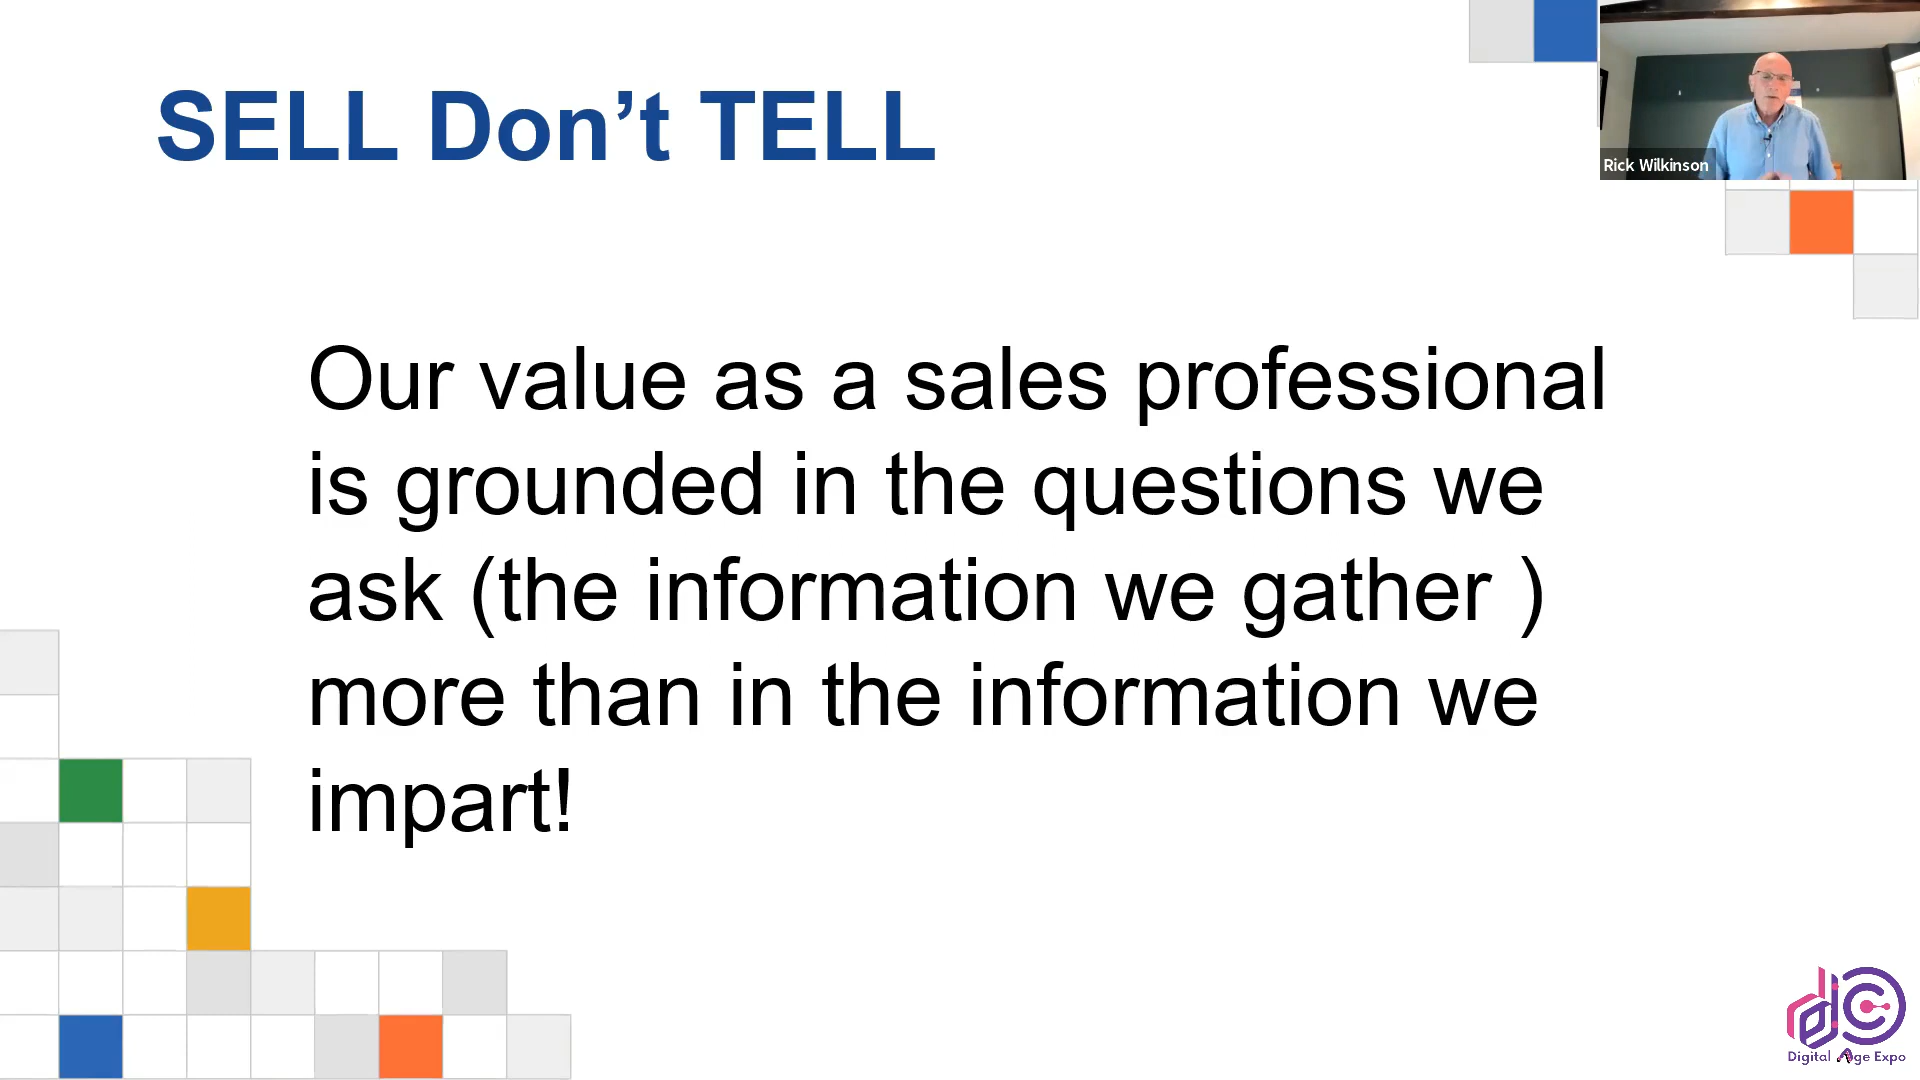 SELL Don’t TELL
Rick Wilkinson
Our value as a sales professional
is grounded in the questions we
ask (the information we gather )
more than in the information we
impart!
Digital Age Expo